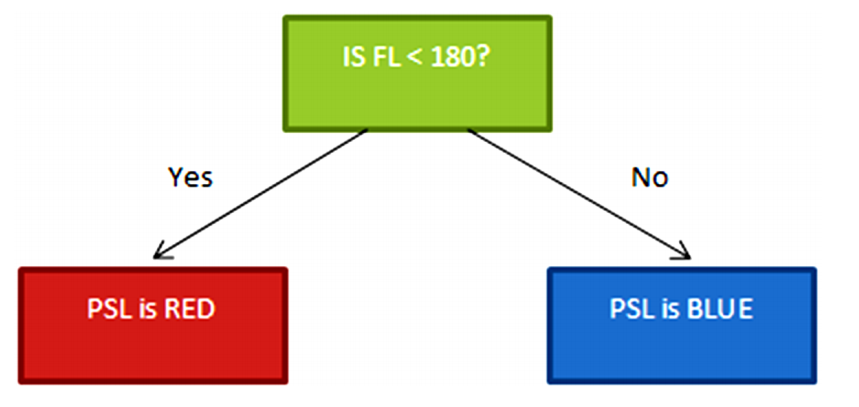 IS FL < 180?
Yes
No
PSL is RED
PSL is BLUE